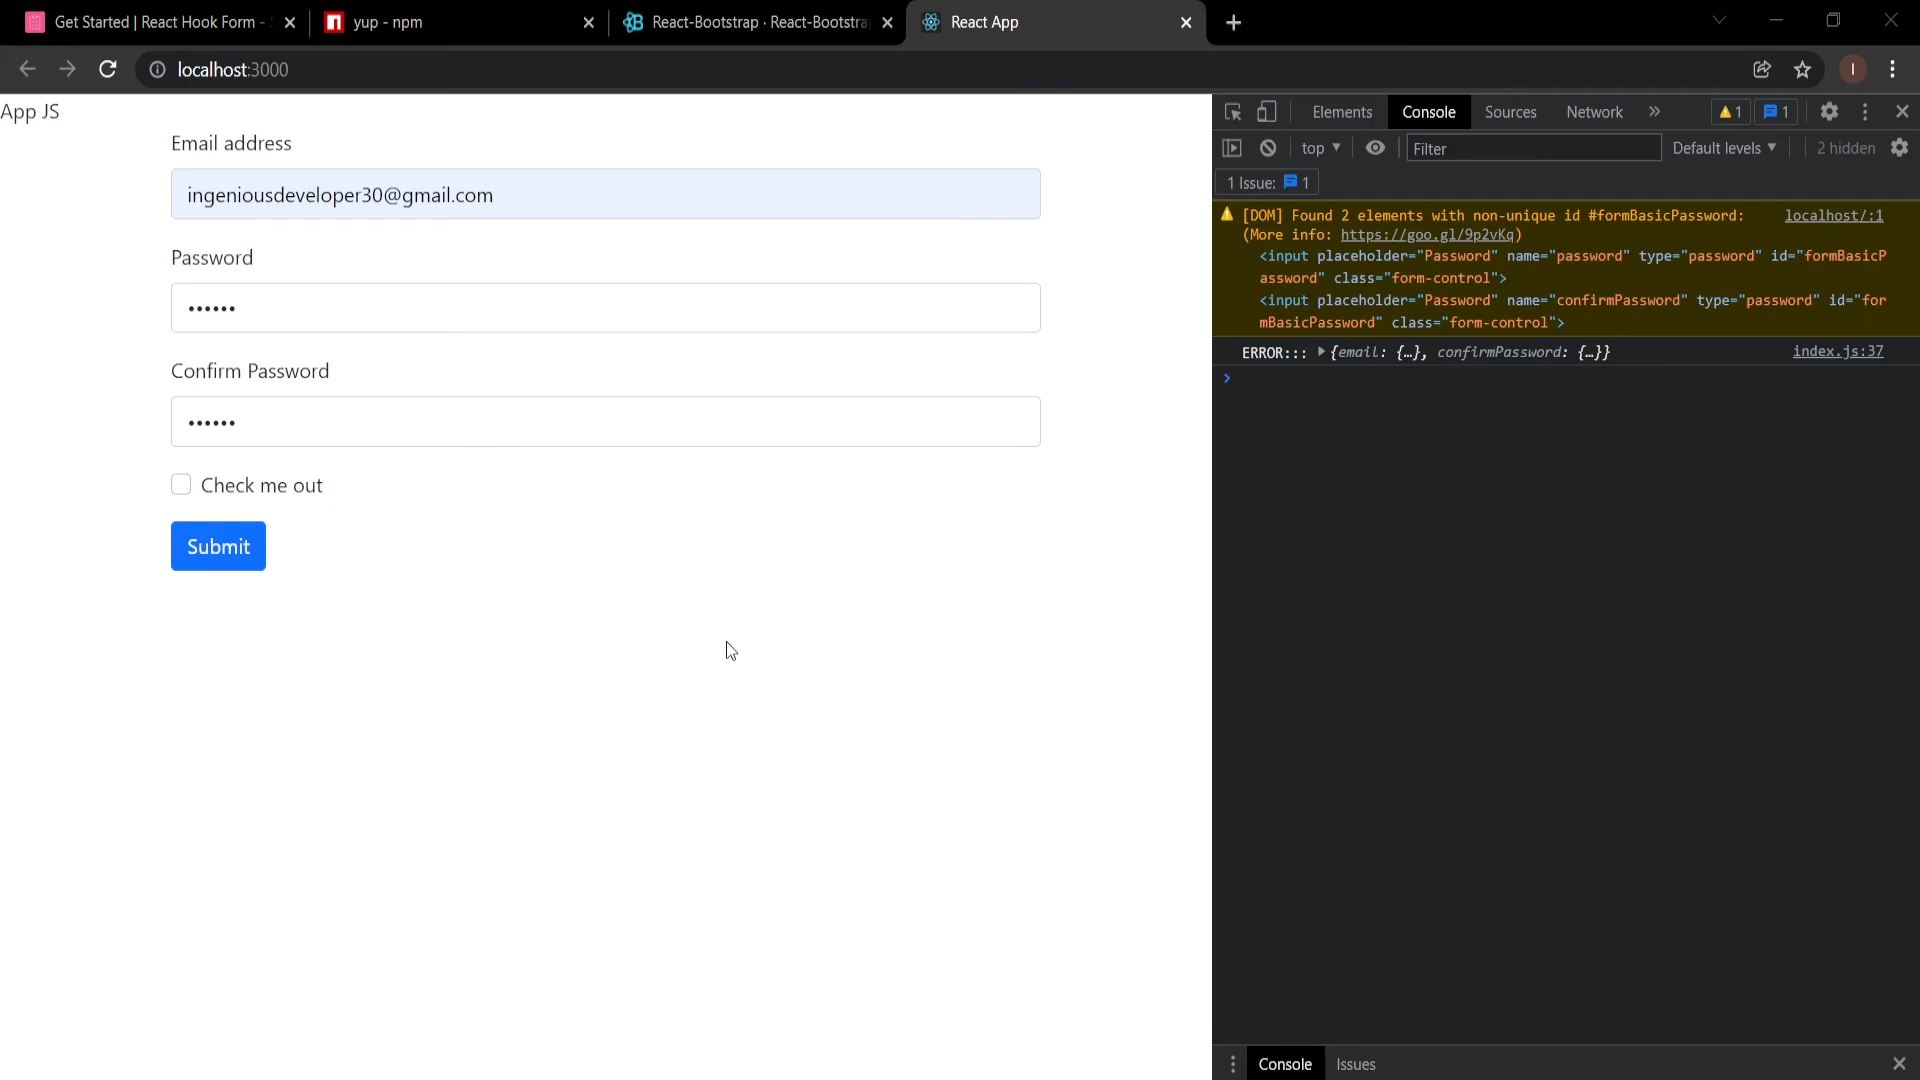 Get Started | React Hook Form -
yup - npm
React-Bootstrap · React-Bootstra
React App
localhost:3000
I
App JS
Email address
ingeniousdeveloper30@gmail.com
Password
••••••
Confirm Password
••••••
Check me out
Submit
Elements
Console
Sources
Network
1
1
top
Filter
Default levels
2 hidden
1 Issue:
1
[DOM] Found 2 elements with non-unique id #formBasicPassword: localhost/:1
(More info: https://goo.gl/9p2vKq)
<input placeholder="Password" name="password" type="password" id="formBasicP
assword" class="form-control">
<input placeholder="Password" name="confirmPassword" type="password" id="for
mBasicPassword" class="form-control">
ERROR::: {email: {…}, confirmPassword: {…}} index.js:37
Console
Issues